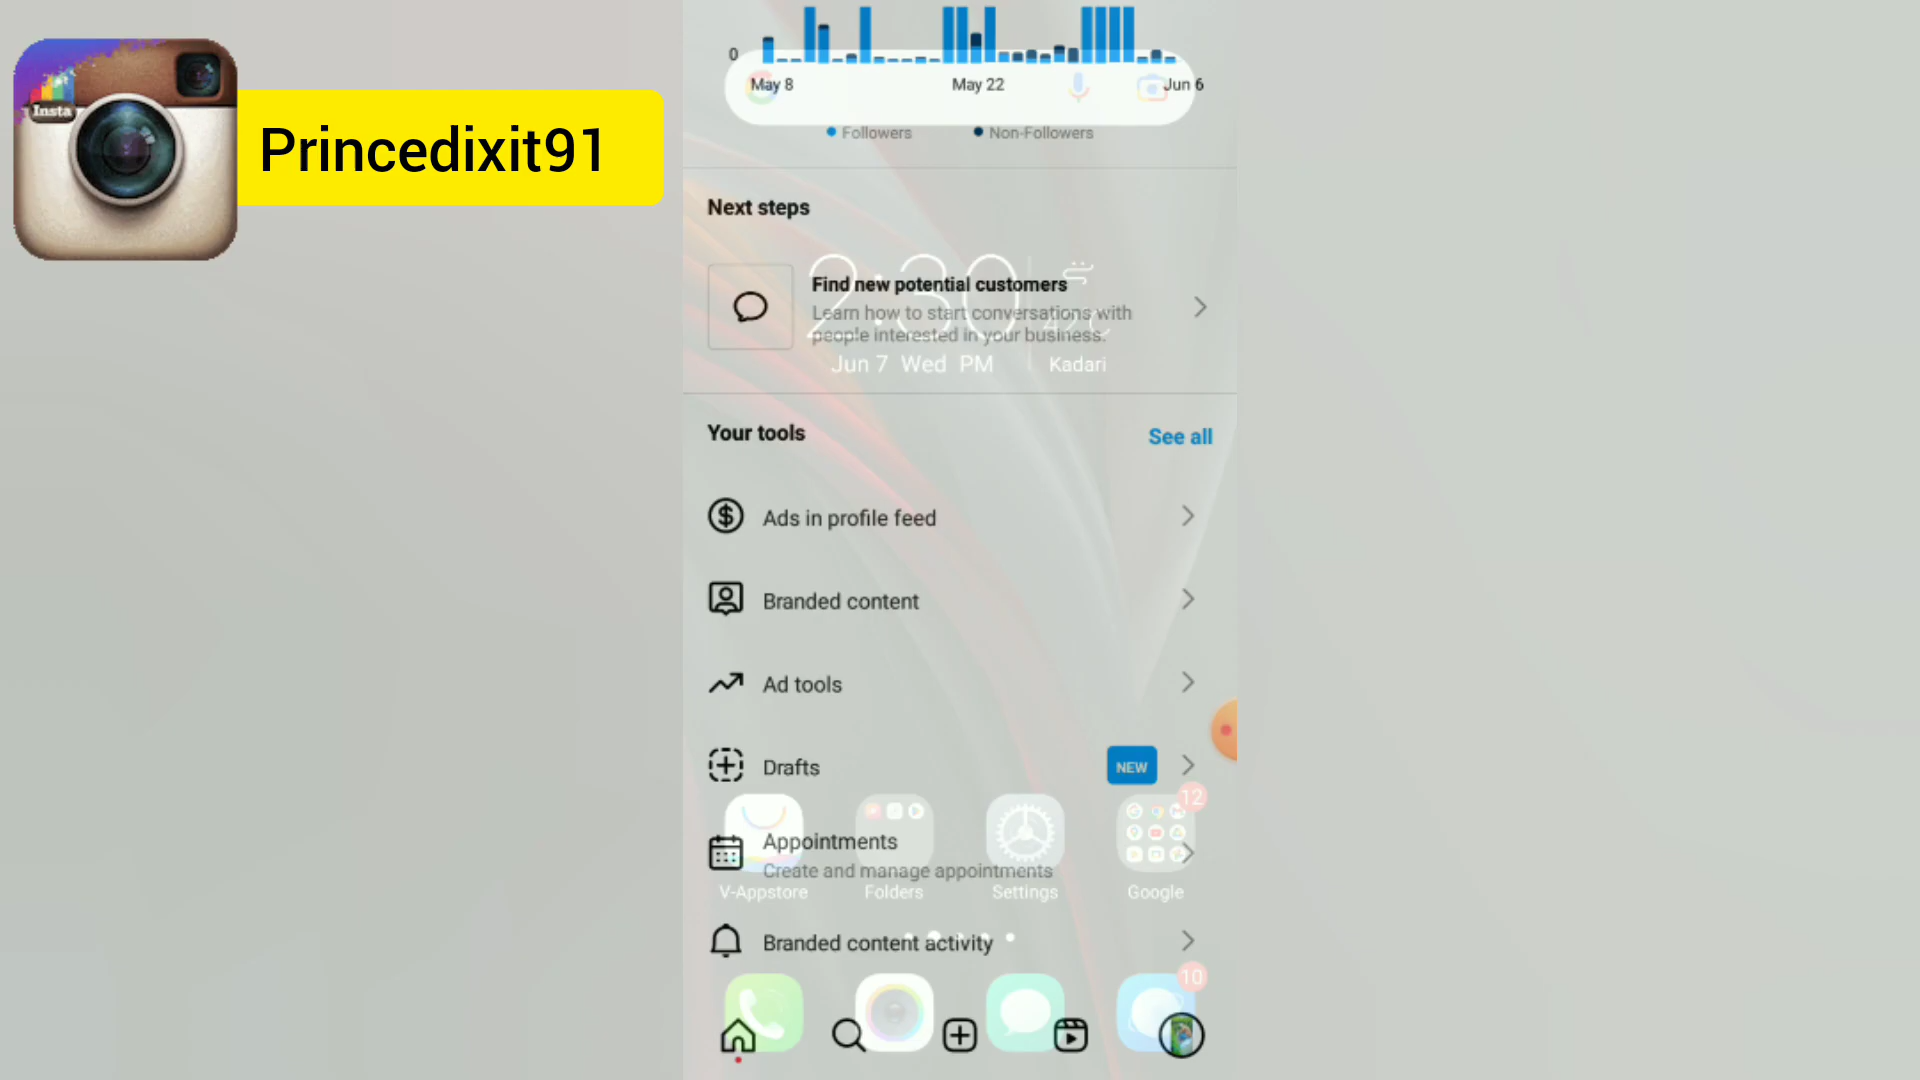 Insta
Princedixit91
0
May 8
May 22
Jun 6
Followers
Non-Followers
Next steps
Find new potential customers
Learn how to start conversations with
people interested in your business.
2:30
42°C
Jun 7 Wed PM
Kadari
Your tools
See all
Ads in profile feed
Branded content
Ad tools
Drafts
NEW
12
Appointments
Create and manage appointments
V-Appstore
Folders
Settings
Google
Branded content activity
10